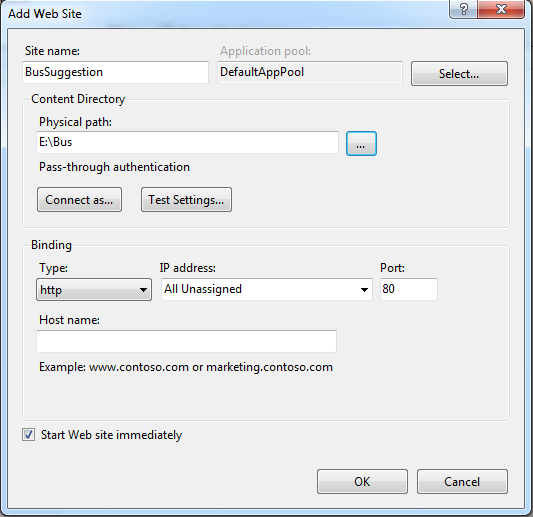 Add Web Site
?
Site name: Application pool:
BusSuggestion DefaultAppPool Select...
Content Directory
Physical path:
E:\Bus ...
Pass-through authentication
Connect as... Test Settings...
Binding
Type: IP address: Port:
http All Unassigned 80
Host name:
Example: www.contoso.com or marketing.contoso.com
Start Web site immediately
OK Cancel